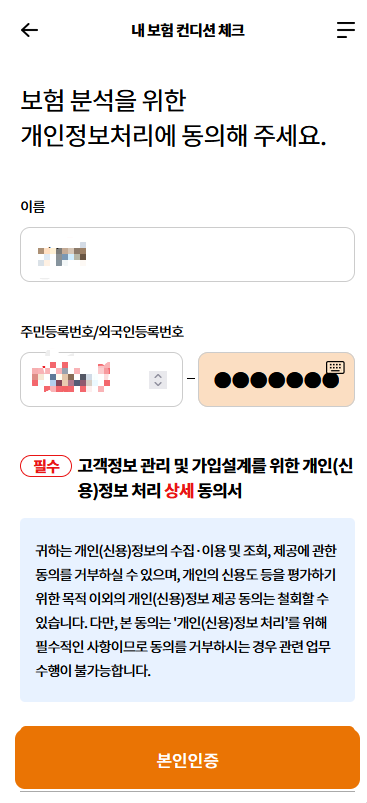 내 보험 컨디션 체크
보험 분석을 위한
개인정보처리에 동의해 주세요.
이름
주민등록번호/외국인등록번호
–
필수 고객정보 관리 및 가입설계를 위한 개인(신
용)정보 처리 상세 동의서
귀하는 개인(신용)정보의 수집·이용 및 조회, 제공에 관한
동의를 거부하실 수 있으며, 개인의 신용도 등을 평가하기
위한 목적 이외의 개인(신용)정보 제공 동의는 철회할 수
있습니다. 다만, 본 동의는 '개인(신용)정보 처리'를 위해
필수적인 사항이므로 동의를 거부하시는 경우 관련 업무
수행이 불가능합니다.
본인인증